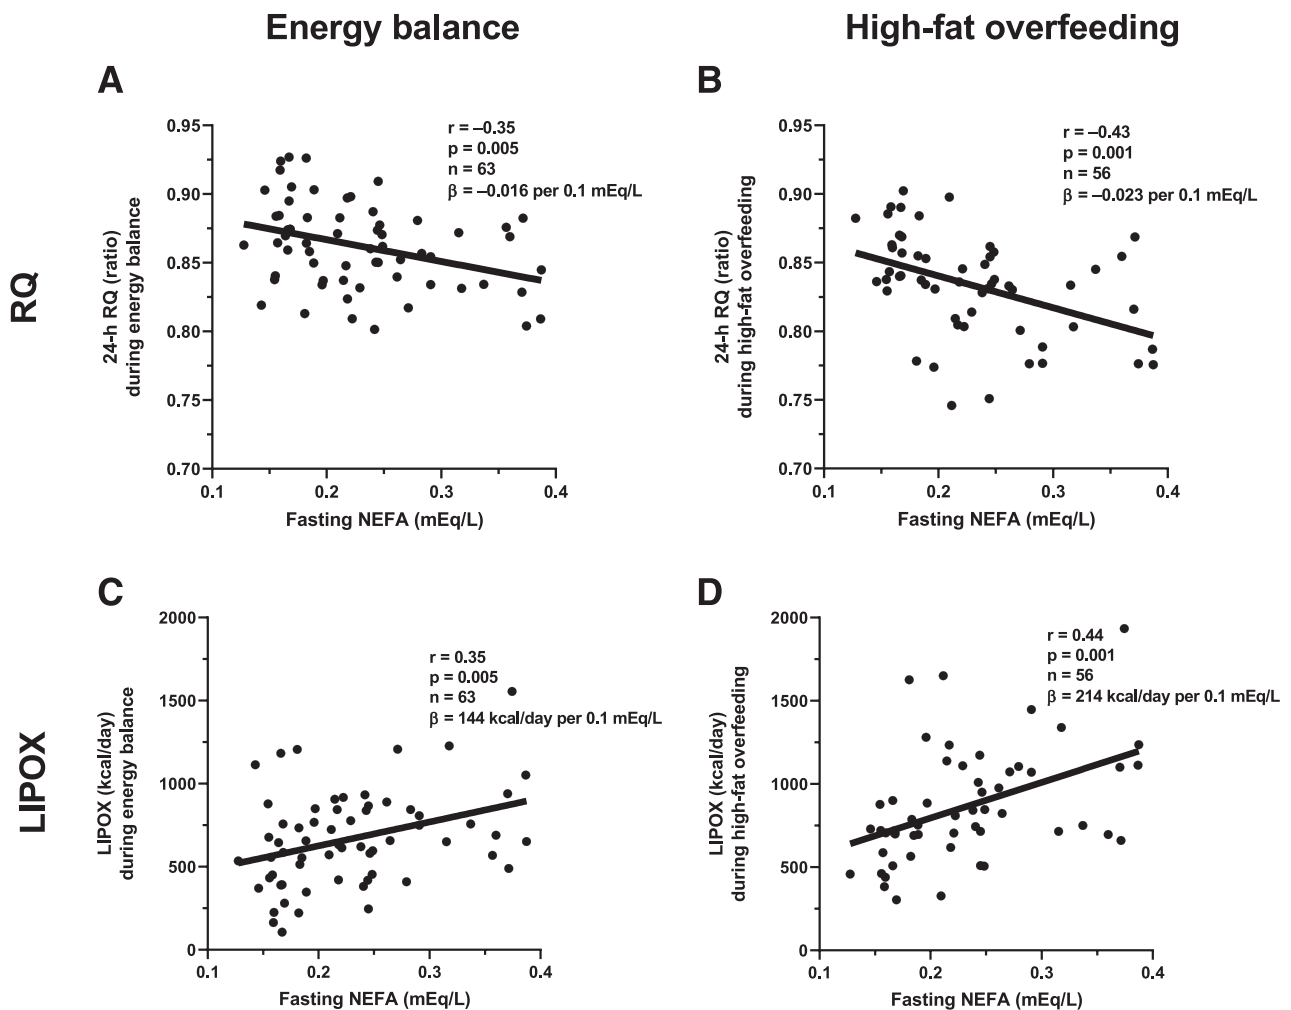 Energy balance
High-fat overfeeding
RQ
LIPOX
A
24-h RQ (ratio)
during energy balance
0.95
0.90
0.85
0.80
0.75
0.70
0.1
0.2
0.3
0.4
Fasting NEFA (mEq/L)
r = –0.35
p = 0.005
n = 63
β = –0.016 per 0.1 mEq/L
B
24-h RQ (ratio)
during high-fat overfeeding
0.95
0.90
0.85
0.80
0.75
0.70
0.1
0.2
0.3
0.4
Fasting NEFA (mEq/L)
r = –0.43
p = 0.001
n = 56
β = –0.023 per 0.1 mEq/L
C
LIPOX (kcal/day)
during energy balance
2000
1500
1000
500
0
0.1
0.2
0.3
0.4
Fasting NEFA (mEq/L)
r = 0.35
p = 0.005
n = 63
β = 144 kcal/day per 0.1 mEq/L
D
LIPOX (kcal/day)
during high-fat overfeeding
2000
1500
1000
500
0
0.1
0.2
0.3
0.4
Fasting NEFA (mEq/L)
r = 0.44
p = 0.001
n = 56
β = 214 kcal/day per 0.1 mEq/L